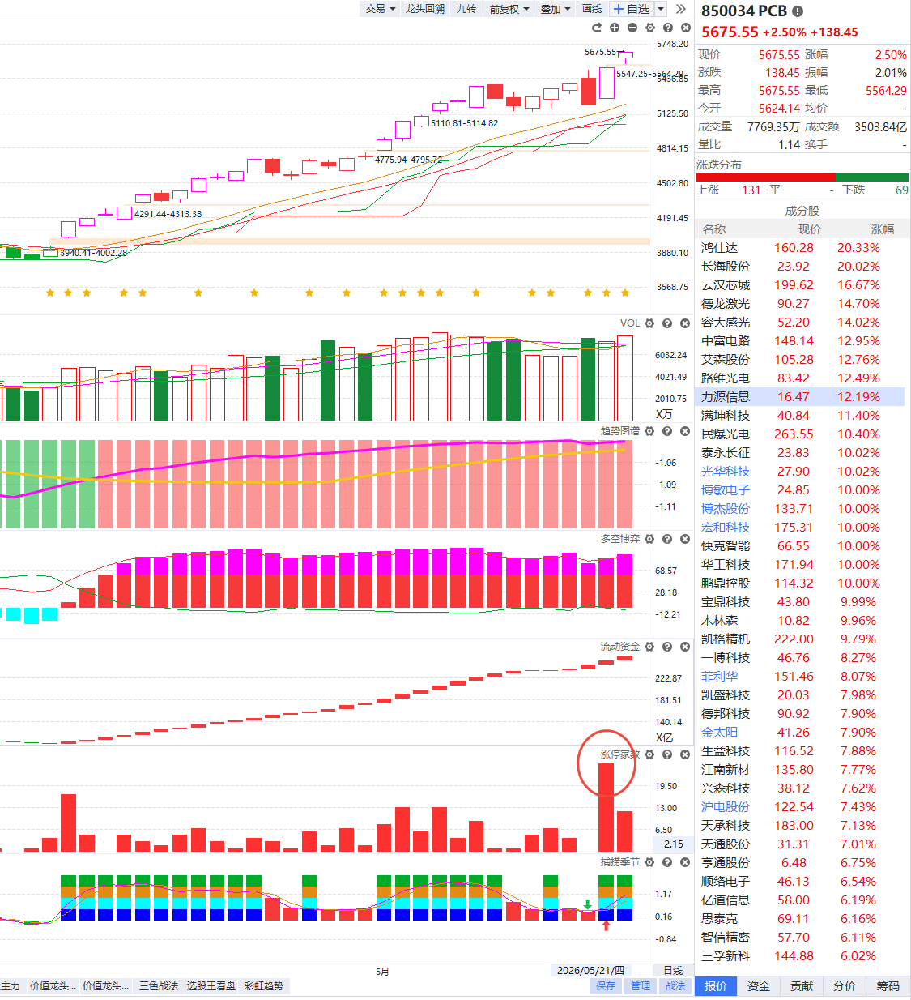 交易 龙头回溯 九转 前复权 叠加 画线 自选
5748.20
5675.55
5547.25-5564.29
5436.85
5125.50
5110.81-5114.82
4814.15
4775.94-4795.72
4502.80
4291.44-4313.38
4191.45
3940.41-4002.28
3880.10
3568.75
VOL
6032.24
4021.49
2010.75
X万
趋势图谱
-1.06
-1.09
-1.11
多空博弈
68.57
28.18
-12.21
流动资金
222.87
181.51
140.14
X亿
涨停家数
19.50
13.00
6.50
2.15
捕捞季节
1.17
0.16
-0.84
5月
2026/05/21/四
日线
主力 价值龙头... 价值龙头... 三色战法 选股王看盘 彩虹趋势
保存 管理 战法
850034 PCB
5675.55 +2.50% +138.45
现价 5675.55 涨幅 2.50%
涨跌 138.45 振幅 2.01%
最高 5675.55 最低 5564.29
今开 5624.14 均价 -
成交量 7769.35万 成交额 3503.84亿
量比 1.14 换手 -
涨跌分布
上涨 131 平 - 下跌 69
成分股
名称 现价 涨幅
鸿仕达 160.28 20.33%
长海股份 23.92 20.02%
云汉芯城 199.62 16.67%
德龙激光 90.27 14.70%
容大感光 52.20 14.02%
中富电路 148.14 12.95%
艾森股份 105.28 12.76%
路维光电 83.42 12.49%
力源信息 16.47 12.19%
满坤科技 40.84 11.40%
民爆光电 263.55 10.40%
泰永长征 23.83 10.02%
光华科技 27.90 10.02%
博敏电子 24.85 10.00%
博杰股份 133.71 10.00%
宏和科技 175.31 10.00%
快克智能 66.55 10.00%
华工科技 171.94 10.00%
鹏鼎控股 114.32 10.00%
宝鼎科技 43.80 9.99%
木林森 10.82 9.96%
凯格精机 222.00 9.79%
一博科技 46.76 8.27%
菲利华 151.46 8.07%
凯盛科技 20.03 7.98%
德邦科技 90.92 7.90%
金太阳 41.26 7.90%
生益科技 116.52 7.88%
江南新材 135.80 7.77%
兴森科技 38.12 7.62%
沪电股份 122.54 7.43%
天承科技 183.00 7.13%
天通股份 31.31 7.01%
亨通股份 6.48 6.75%
顺络电子 46.13 6.54%
亿道信息 58.00 6.19%
思泰克 69.11 6.16%
智信精密 57.70 6.11%
三孚新科 144.88 6.02%
报价 资金 贡献 分价 筹码